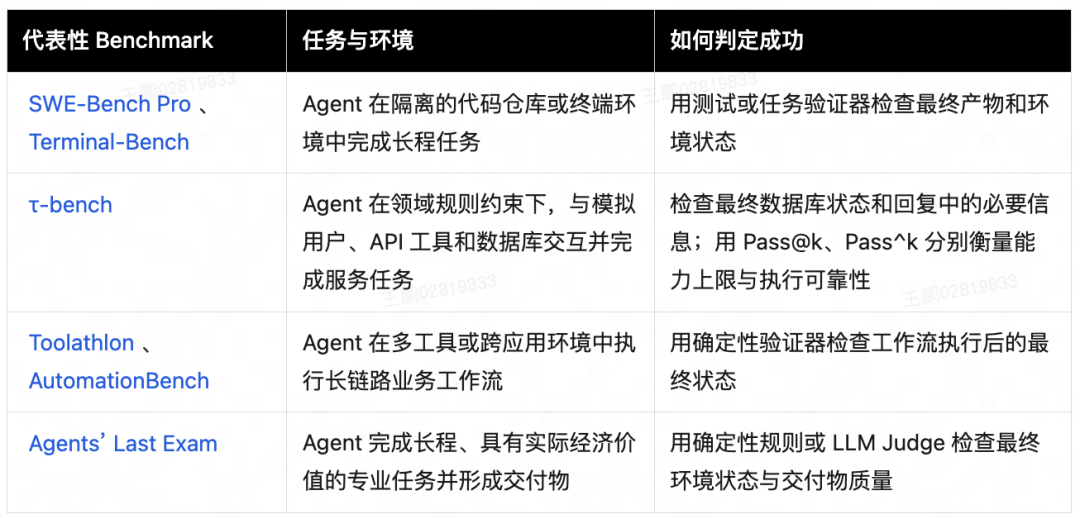 代表性 Benchmark
任务与环境
如何判定成功
SWE-Bench Pro 、
Terminal-Bench
Agent 在隔离的代码仓库或终端环
境中完成长程任务
用测试或任务验证器检查最终产物和环
境状态
τ-bench
Agent 在领域规则约束下，与模拟
用户、API 工具和数据库交互并完
成服务任务
检查最终数据库状态和回复中的必要信
息；用 Pass@k、Pass^k 分别衡量能
力上限与执行可靠性
Toolathlon 、
AutomationBench
Agent 在多工具或跨应用环境中执
行长链路业务工作流
用确定性验证器检查工作流执行后的最
终状态
Agents’ Last Exam
Agent 完成长程、具有实际经济价
值的专业任务并形成交付物
用确定性规则或 LLM Judge 检查最终
环境状态与交付物质量
王鹏02819833
王鹏02819833
王鹏02819833
王鹏02819833